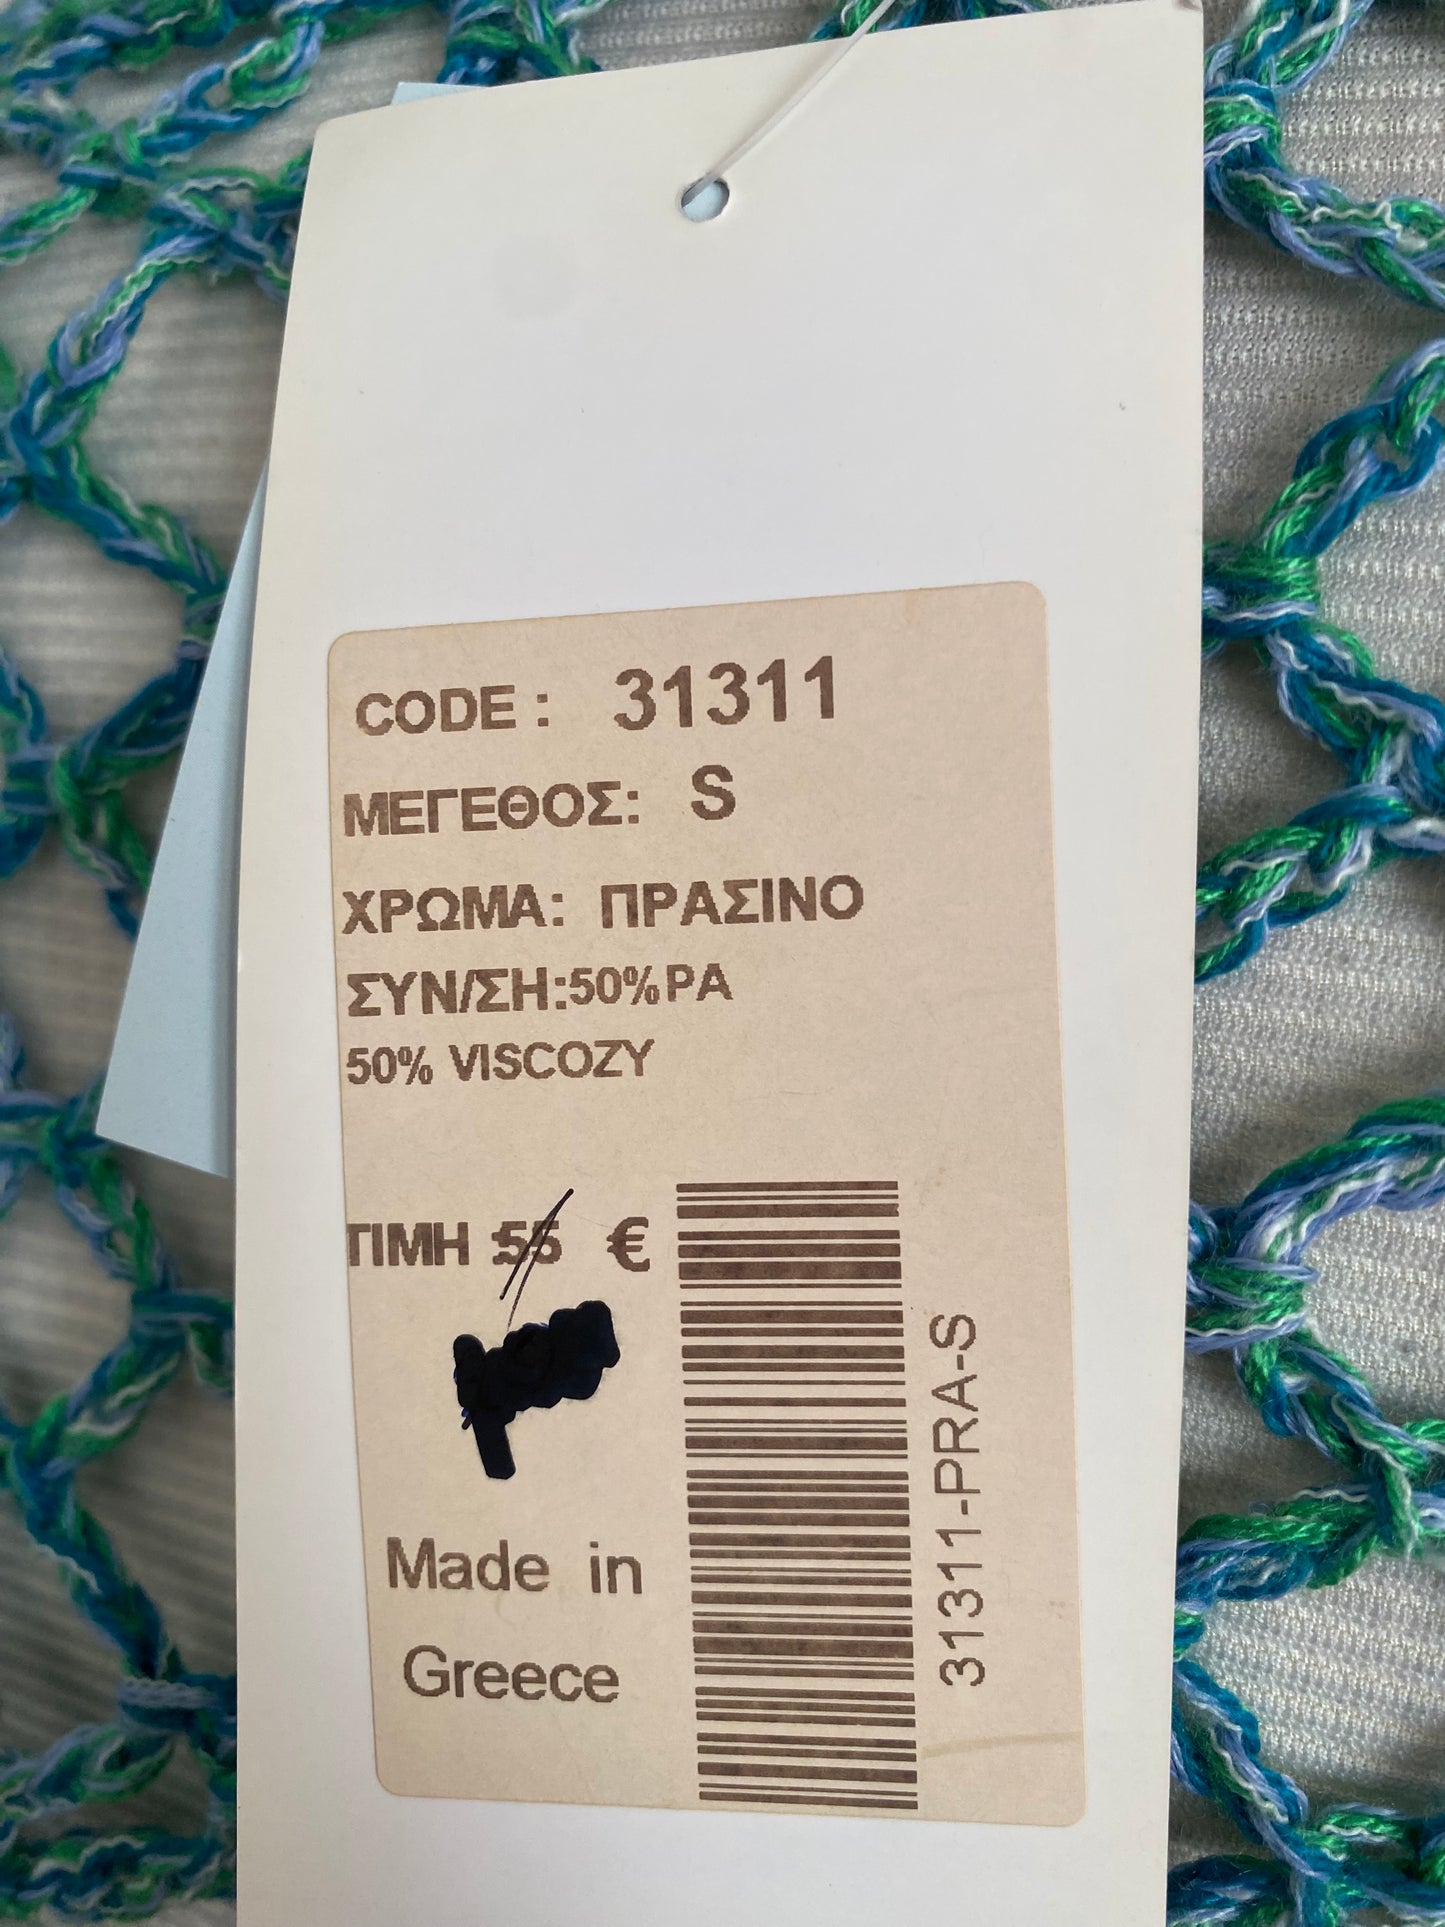 CODE : 31311
ΜΕΓΕΘΟΣ: S
ΧΡΩΜΑ: ΠΡΑΣΙΝΟ
ΣΥΝ/ΣΗ:50%PA
50% VISCOZY
ΤΙΜΗ 55 €
Made in
Greece
31311-PRA-S